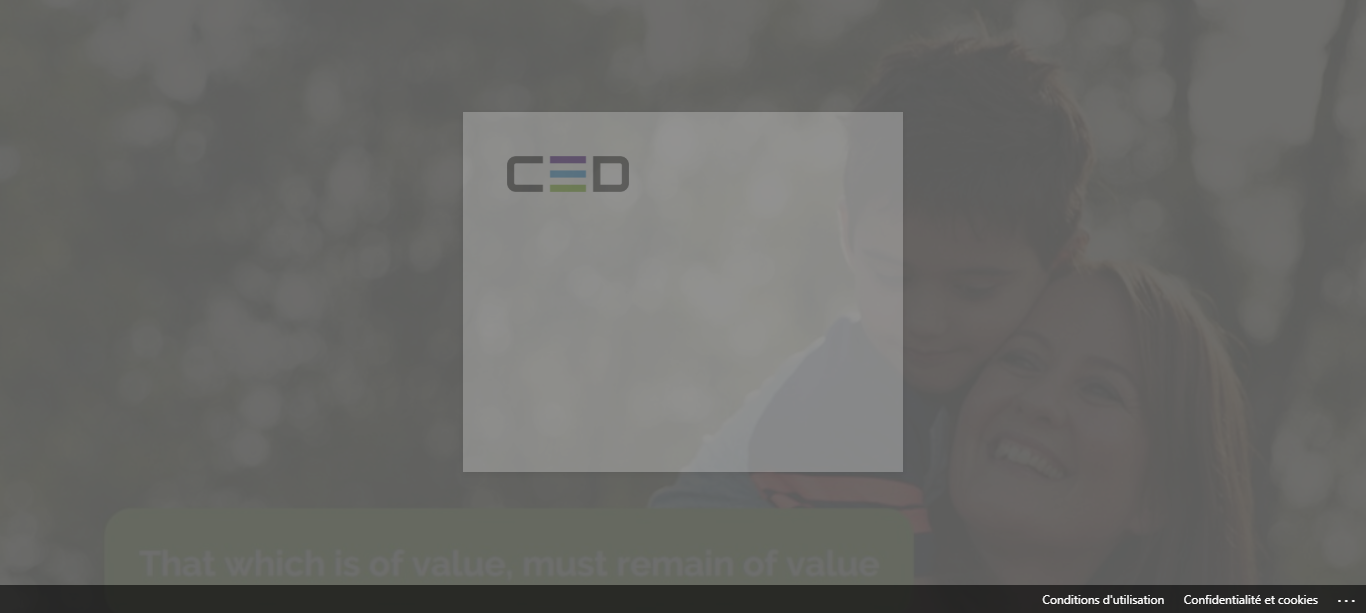 CED
That which is of value, must remain of value
Conditions d'utilisation Confidentialité et cookies ...